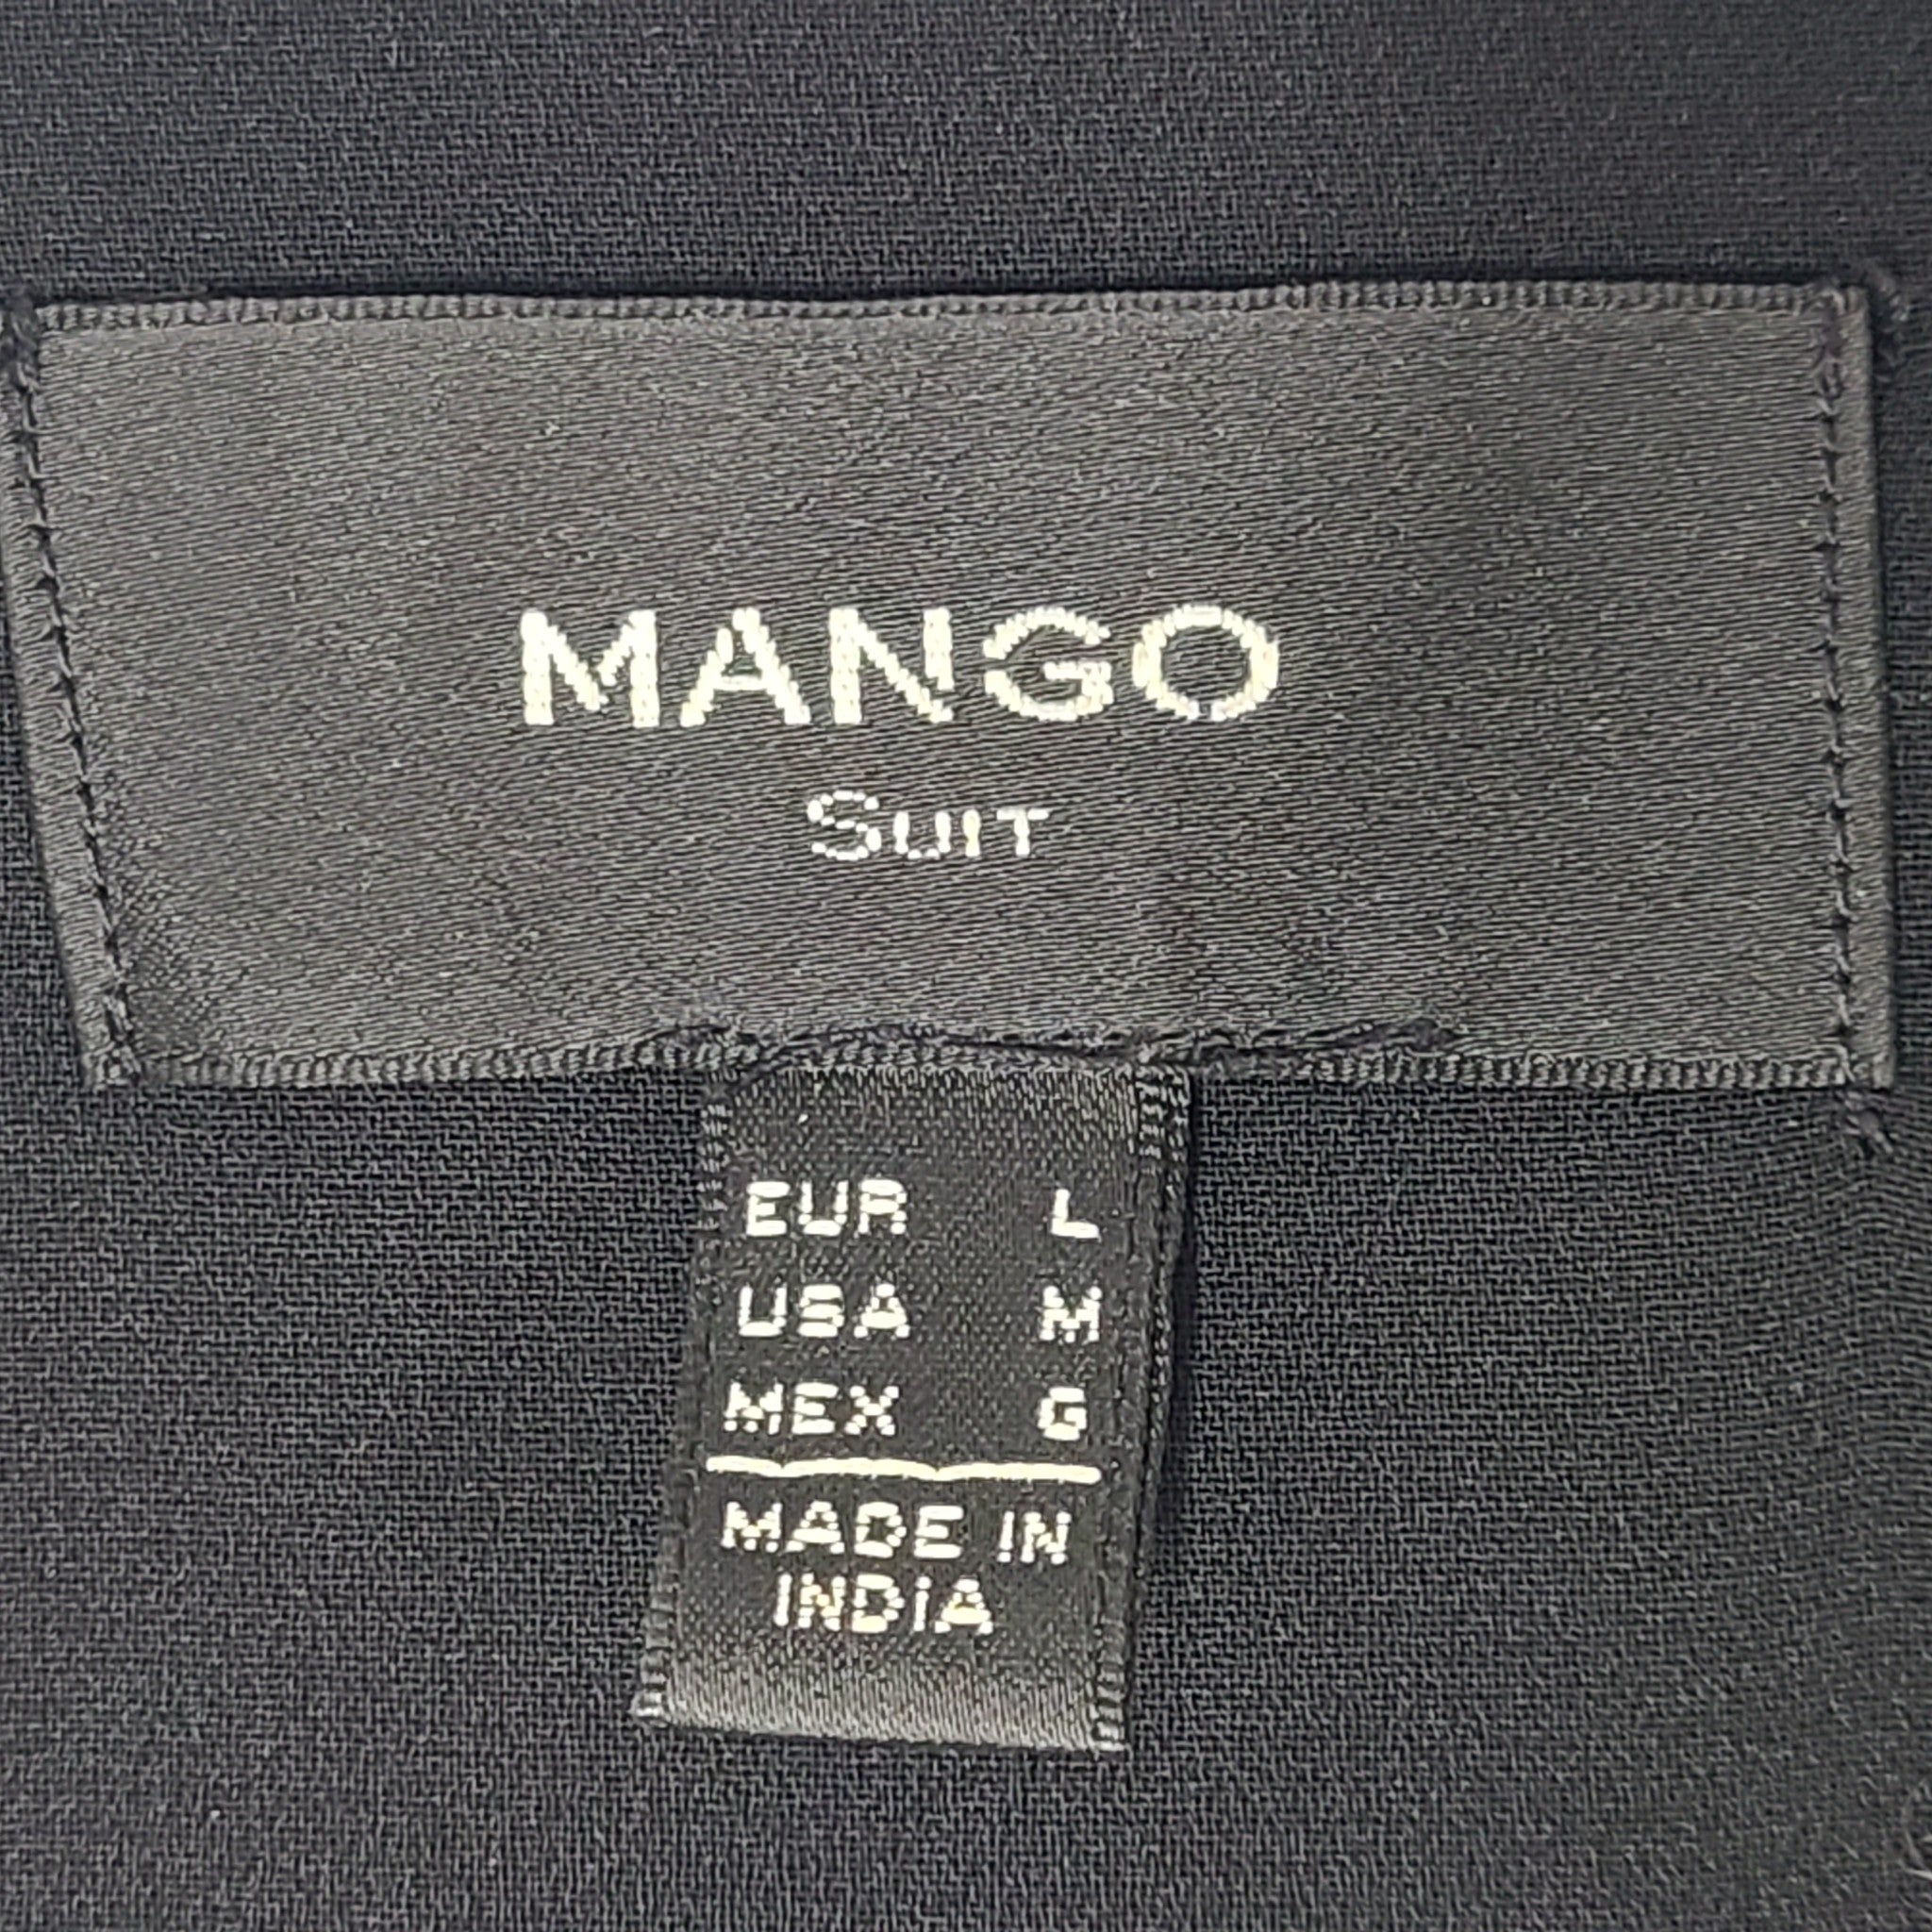 MANGO
SUIT
EUR L
USA M
MEX G
MADE IN
INDIA